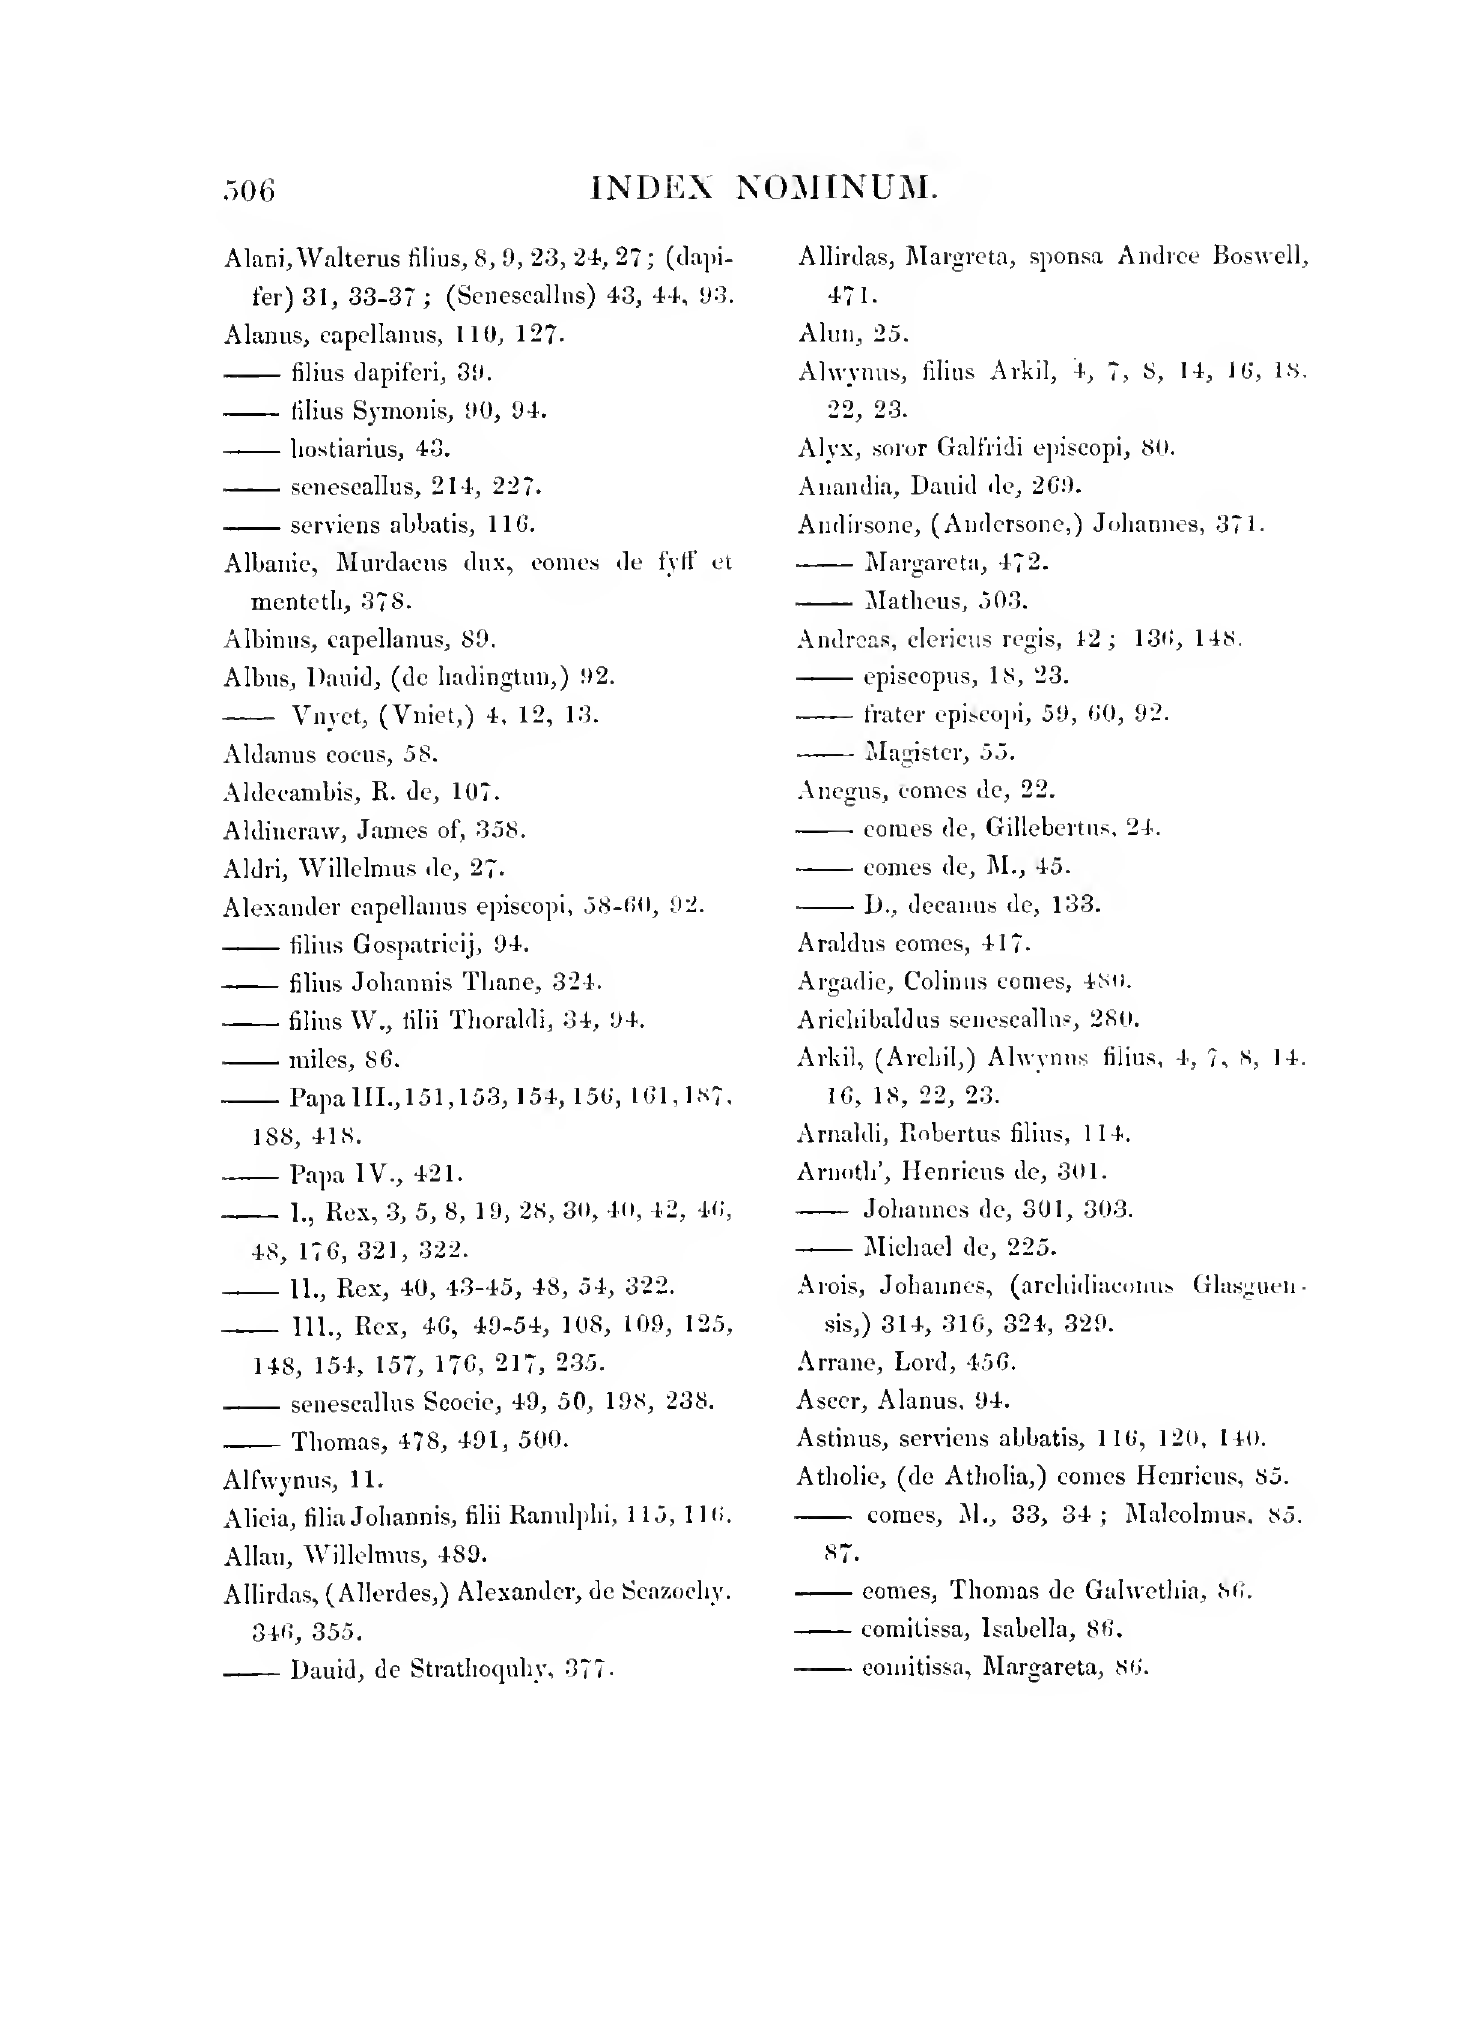 506
INDEX NOMINUM.
Alani, Walterus filius, 8, 9, 23, 24, 27; (dapi-
fer) 31, 33-37; (Senescallus) 43, 44, 93.
Alanus, capellanus, 110, 127.
—— filius dapiferi, 39.
—— filius Symonis, 90, 94.
—— hostiarius, 43.
—— senescallus, 214, 227.
—— serviens abbatis, 116.
Albanie, Murdacus dux, comes de fyff et
menteth, 378.
Albinus, capellanus, 89.
Albus, Dauid, (de hadingtun,) 92.
—— Vnyet, (Vniet,) 4, 12, 13.
Aldanus cocus, 58.
Aldecambis, R. de, 107.
Aldincraw, James of, 358.
Aldri, Willelmus de, 27.
Alexander capellanus episcopi, 58-60, 92.
—— filius Gospatricij, 94.
—— filius Johannis Thane, 324.
—— filius W., filii Thoraldi, 34, 94.
—— miles, 86.
—— Papa III., 151, 153, 154, 156, 161, 187,
188, 418.
—— Papa IV., 421.
—— I., Rex, 3, 5, 8, 19, 28, 30, 40, 42, 46,
48, 176, 321, 322.
—— II., Rex, 40, 43-45, 48, 54, 322.
—— III., Rex, 46, 49-54, 108, 109, 125,
148, 154, 157, 176, 217, 235.
—— senescallus Scocie, 49, 50, 198, 238.
—— Thomas, 478, 491, 500.
Alfwynus, 11.
Alicia, filia Johannis, filii Ranulphi, 115, 116.
Allan, Willelmus, 489.
Allirdas, (Allerdes,) Alexander, de Scazochy,
346, 355.
—— Dauid, de Strathoquhy, 377.
Allirdas, Margreta, sponsa Andree Boswell,
471.
Alun, 25.
Alwynus, filius Arkil, 4, 7, 8, 14, 16, 18,
22, 23.
Alyx, soror Galfridi episcopi, 80.
Anandia, Dauid de, 269.
Andirsone, (Andersone,) Johannes, 371.
—— Margareta, 472.
—— Matheus, 503.
Andreas, clericus regis, 42; 136, 148.
—— episcopus, 18, 23.
—— frater episcopi, 59, 60, 92.
—— Magister, 55.
Anegus, comes de, 22.
—— comes de, Gillebertus, 24.
—— comes de, M., 45.
—— D., decanus de, 133.
Araldus comes, 417.
Argadie, Colinus comes, 480.
Arichibaldus senescallus, 280.
Arkil, (Archil,) Alwynus filius, 4, 7, 8, 14,
16, 18, 22, 23.
Arnaldi, Robertus filius, 114.
Arnoth', Henricus de, 301.
—— Johannes de, 301, 303.
—— Michael de, 225.
Arois, Johannes, (archidiaconus Glasguen-
sis,) 314, 316, 324, 329.
Arrane, Lord, 456.
Ascer, Alanus, 94.
Astinus, serviens abbatis, 116, 120, 140.
Atholie, (de Atholia,) comes Henricus, 85.
—— comes, M., 33, 34; Malcolmus, 85,
87.
—— comes, Thomas de Galwethia, 86.
—— comitissa, Isabella, 86.
—— comitissa, Margareta, 86.